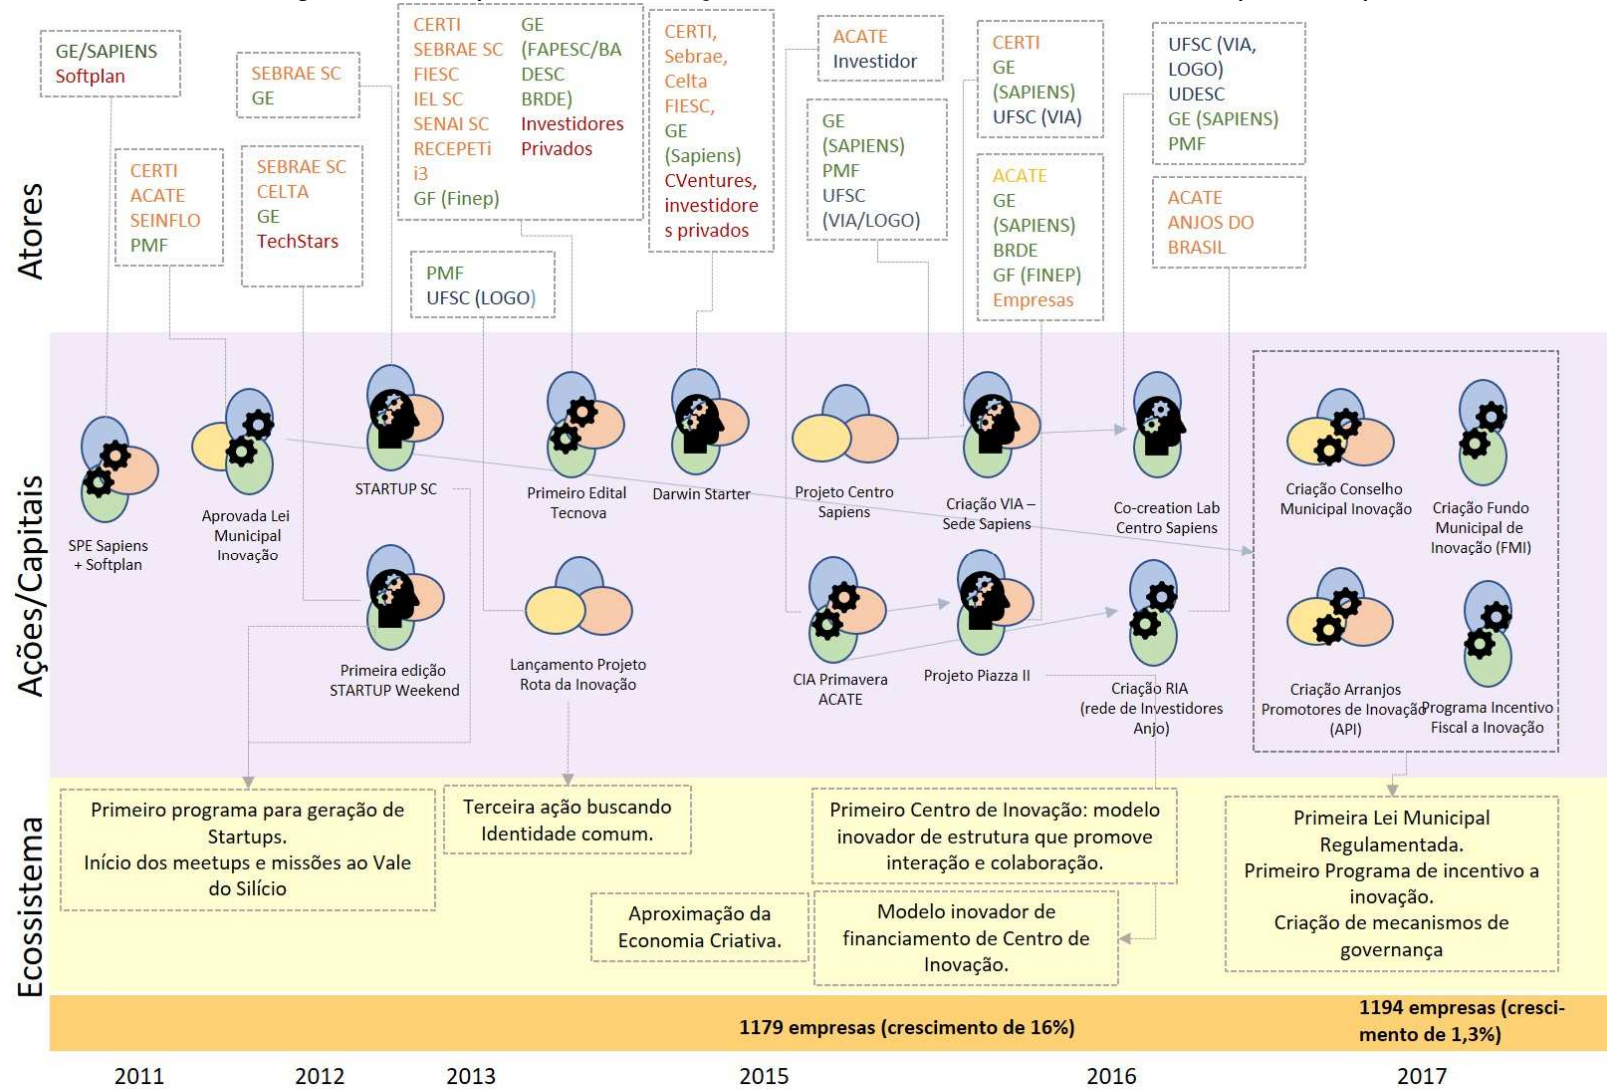 GE/SAPIENS
Softplan
CERTI
ACATE
SEINFLO
PMF
SEBRAE SC
GE
SEBRAE SC
CELTA
GE
TechStars
CERTI
SEBRAE SC
FIESC
IEL SC
SENAI SC
RECEPETi
i3
GF (Finep)
GE
(FAPESC/BA
DESC
BRDE)
Investidores
Privados
PMF
UFSC (LOGO)
CERTI,
Sebrae,
Celta
FIESC,
GE
(Sapiens)
CVentures,
investidore
s privados
ACATE
Investidor
GE
(SAPIENS)
PMF
UFSC
(VIA/LOGO)
CERTI
GE
(SAPIENS)
UFSC (VIA)
ACATE
GE
(SAPIENS)
BRDE
GF (FINEP)
Empresas
UFSC (VIA,
LOGO)
UDESC
GE (SAPIENS)
PMF
ACATE
ANJOS DO
BRASIL
Atores
Ações/Capitais
SPE Sapiens
+ Softplan
Aprovada Lei
Municipal
Inovação
STARTUP SC
Primeira edição
STARTUP Weekend
Primeiro Edital
Tecnova
Lançamento Projeto
Rota da Inovação
Darwin Starter
Projeto Centro
Sapiens
CIA Primavera
ACATE
Criação VIA –
Sede Sapiens
Projeto Piazza II
Co-creation Lab
Centro Sapiens
Criação RIA
(rede de Investidores
Anjo)
Criação Conselho
Municipal Inovação
Criação Fundo
Municipal de
Inovação (FMI)
Criação Arranjos
Promotores de Inovação
(API)
Programa Incentivo
Fiscal a Inovação
Ecossistema
Primeiro programa para geração de
Startups.
Início dos meetups e missões ao Vale
do Silício
Terceira ação buscando
Identidade comum.
Aproximação da
Economia Criativa.
Primeiro Centro de Inovação: modelo
inovador de estrutura que promove
interação e colaboração.
Modelo inovador de
financiamento de Centro de
Inovação.
Primeira Lei Municipal
Regulamentada.
Primeiro Programa de incentivo a
inovação.
Criação de mecanismos de
governança
1179 empresas (crescimento de 16%)
1194 empresas (cresci-
mento de 1,3%)
2011
2012
2013
2015
2016
2017